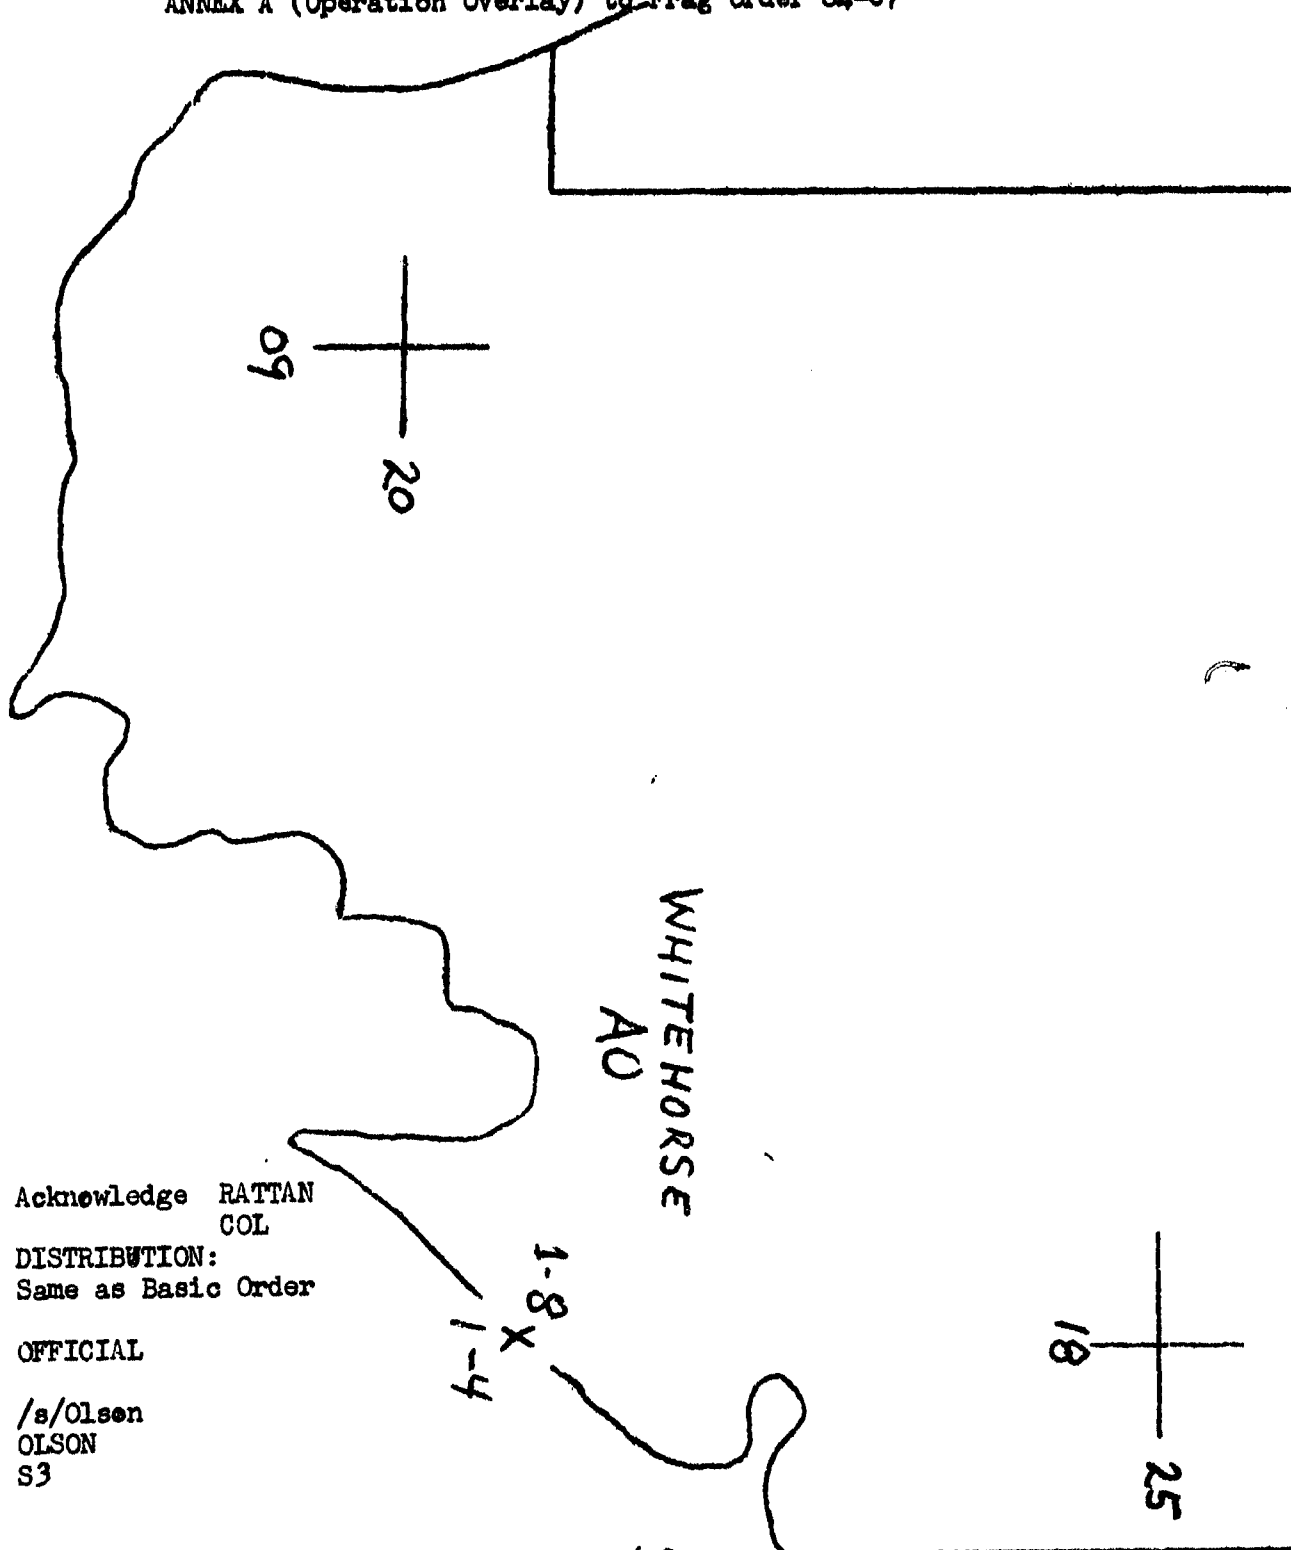 ANNEX A (Operation Overlay) to Frag Order
09
20
WHITEHORSE
AO
1-8
X
1-4
18
25
Acknowledge RATTAN
COL
DISTRIBUTION:
Same as Basic Order
OFFICIAL
/s/Olson
OLSON
S3